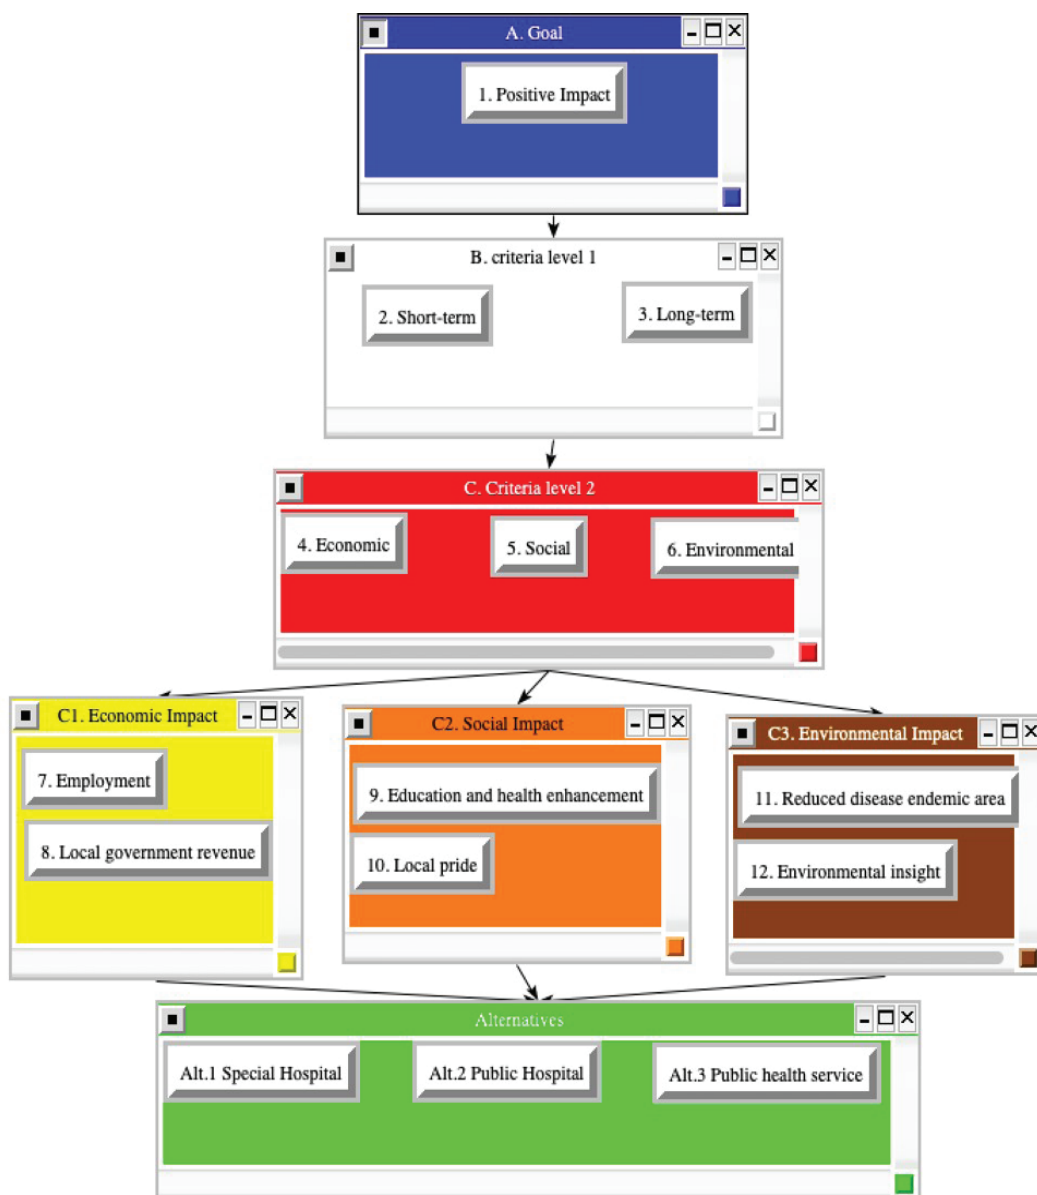 A. Goal
1. Positive Impact
B. criteria level 1
2. Short-term
3. Long-term
C. Criteria level 2
4. Economic
5. Social
6. Environmental
C1. Economic Impact
7. Employment
8. Local government revenue
C2. Social Impact
9. Education and health enhancement
10. Local pride
C3. Environmental Impact
11. Reduced disease endemic area
12. Environmental insight
Alternatives
Alt.1 Special Hospital
Alt.2 Public Hospital
Alt.3 Public health service